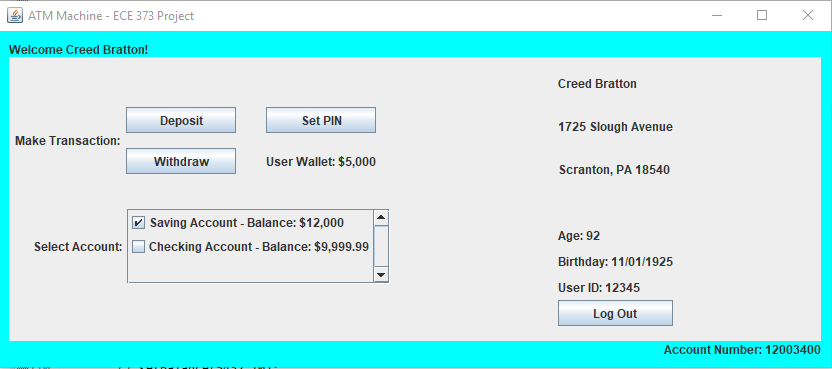 ATM Machine - ECE 373 Project
Welcome Creed Bratton!
Make Transaction:
Deposit
Set PIN
Withdraw
User Wallet: $5,000
Select Account:
Saving Account - Balance: $12,000
Checking Account - Balance: $9,999.99
Creed Bratton
1725 Slough Avenue
Scranton, PA 18540
Age: 92
Birthday: 11/01/1925
User ID: 12345
Log Out
Account Number: 12003400